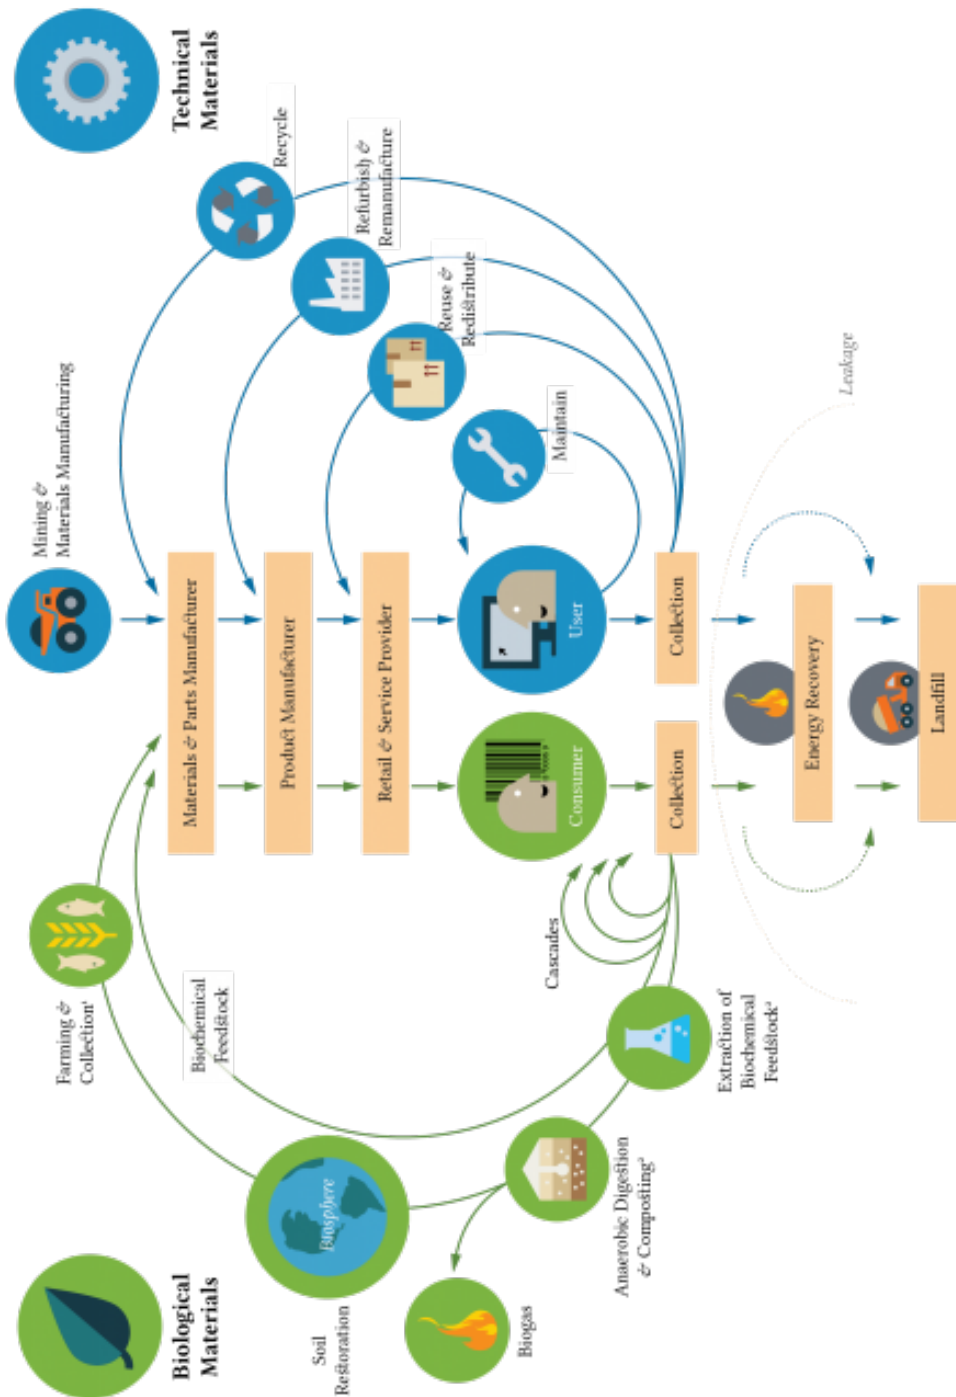 Biological
Materials
Technical
Materials
Mining &
Materials Manufacturing
Farming &
Collection¹
Biochemical
Feedstock
Materials & Parts Manufacturer
Recycle
Biosphere
Soil
Restoration
Product Manufacturer
Refurbish &
Remanufacture
Retail & Service Provider
Reuse &
Redistribute
Biogas
Consumer
User
Maintain
Cascades
Anaerobic Digestion
& Composting²
Collection
Collection
Extraction of
Biochemical
Feedstock²
Energy Recovery
Leakage
Landfill